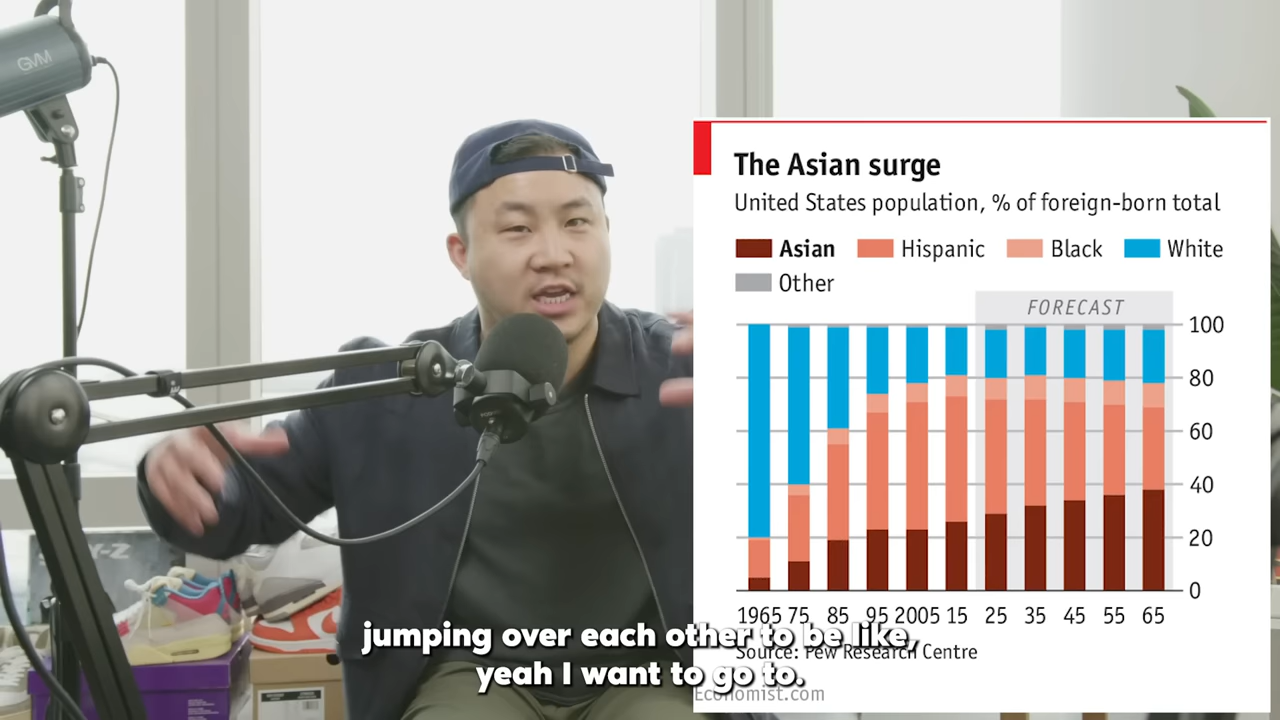 GVM
The Asian surge
United States population, % of foreign-born total
Asian Hispanic Black White
Other
FORECAST
100
80
60
40
20
0
1965 75 85 95 2005 15 25 35 45 55 65
Source: Pew Research Centre
Economist.com
Y-Z
jumping over each other to be like,
yeah I want to go to.